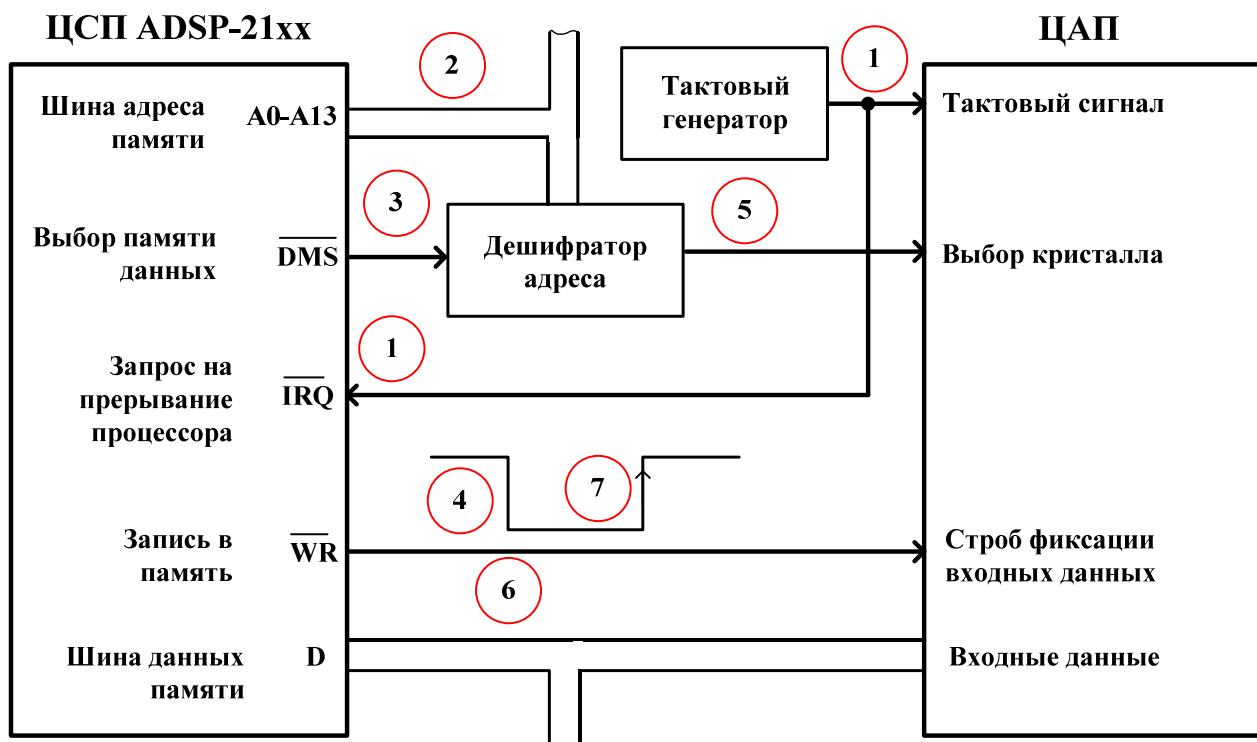 ЦСП ADSP-21xx
ЦАП
2
1
Шина адреса
памяти
A0-A13
Тактовый
генератор
Тактовый сигнал
3
5
Выбор памяти
данных
DMS
Дешифратор
адреса
Выбор кристалла
1
Запрос на
прерывание
процессора
IRQ
4
7
Запись в
память
WR
6
Строб фиксации
входных данных
Шина данных
памяти
D
Входные данные